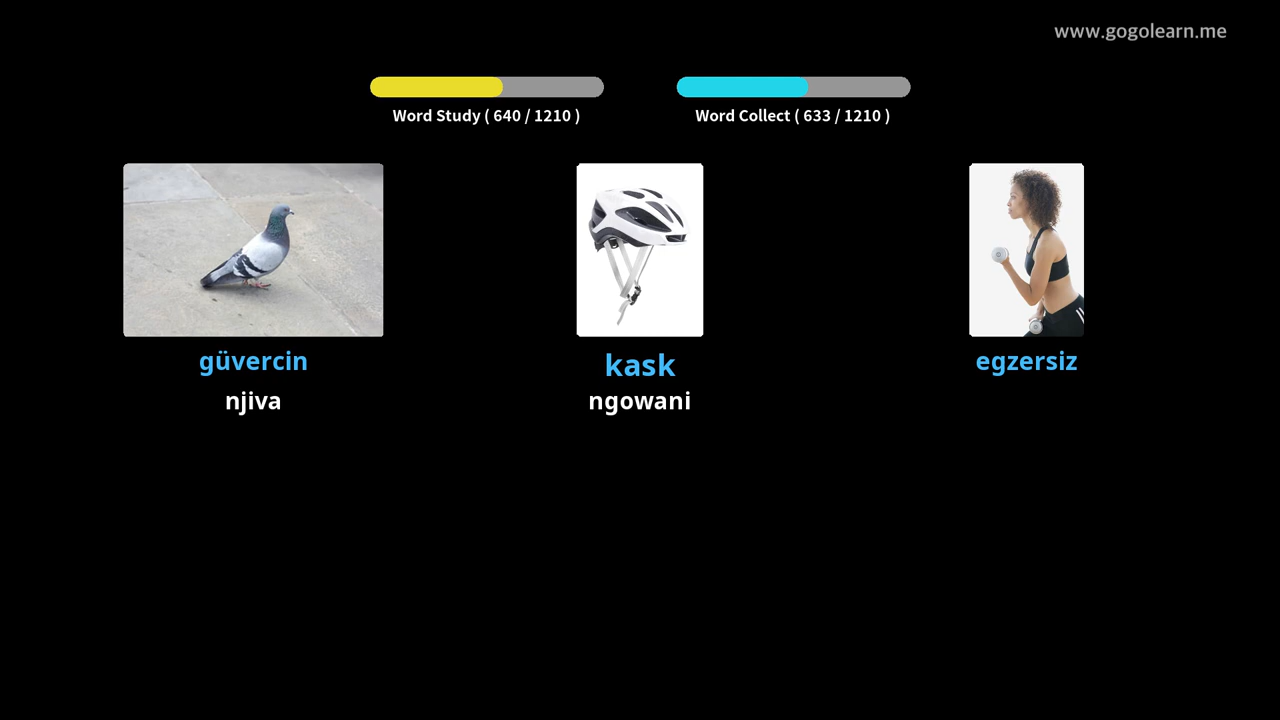 www.gogolearn.me
Word Study ( 640 / 1210 )
Word Collect ( 633 / 1210 )
güvercin
njiva
kask
ngowani
egzersiz